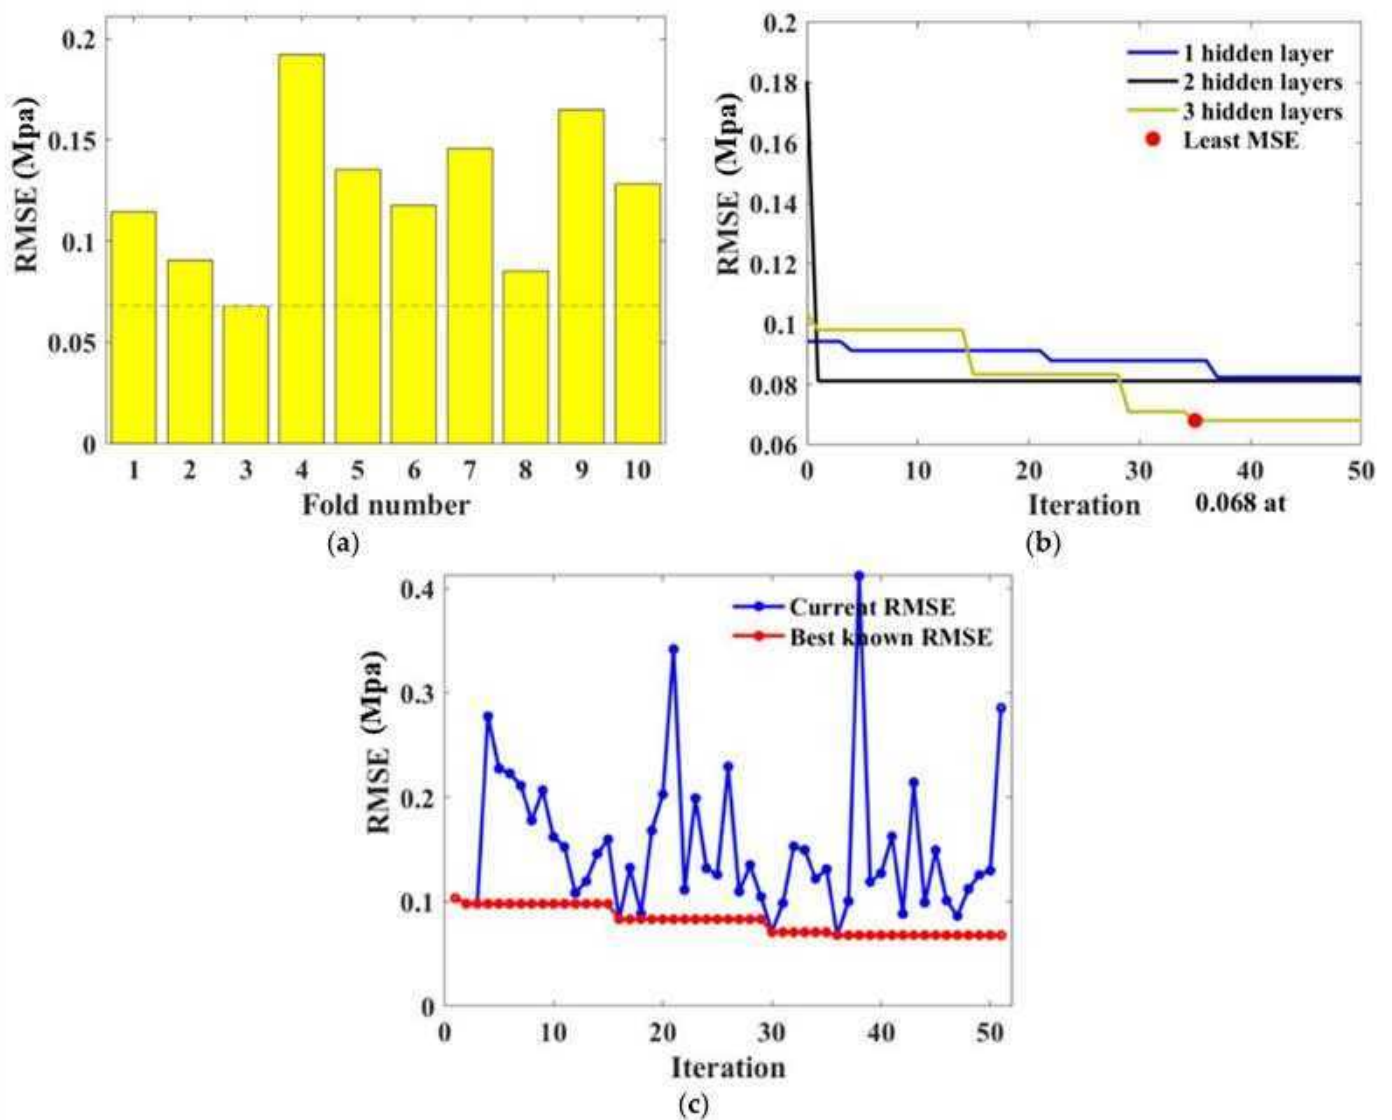 0.2
0.15
0.1
0.05
0
RMSE (Mpa)
1 2 3 4 5 6 7 8 9 10
Fold number
(a)
0.2
0.18
0.16
0.14
0.12
0.1
0.08
0.06
RMSE (Mpa)
1 hidden layer
2 hidden layers
3 hidden layers
Least MSE
0 10 20 30 40 50
Iteration 0.068 at
(b)
0.4
0.3
0.2
0.1
0
RMSE (Mpa)
Current RMSE
Best known RMSE
0 10 20 30 40 50
Iteration
(c)